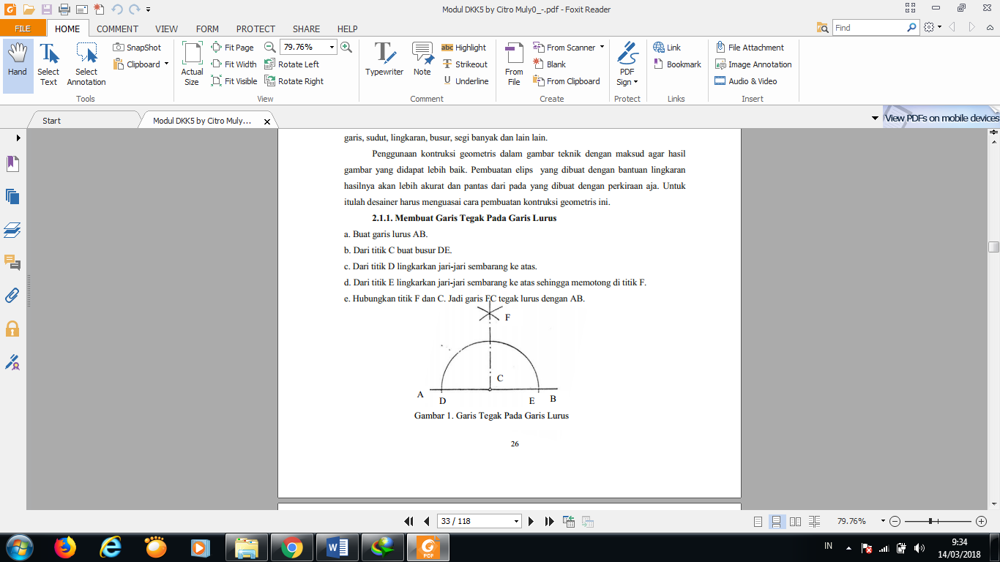 Modul DKK5 by Citro Muly0_-.pdf - Foxit Reader
FILE
HOME
COMMENT
VIEW
FORM
PROTECT
SHARE
HELP
Find
Hand
Select Text
Select Annotation
SnapShot
Clipboard
Tools
Actual Size
Fit Page
Fit Width
Fit Visible
79.76%
Rotate Left
Rotate Right
View
Typewriter
Note
Highlight
Strikeout
Underline
Comment
From File
From Scanner
Blank
From Clipboard
Create
PDF Sign
Protect
Link
Bookmark
Links
File Attachment
Image Annotation
Audio & Video
Insert
Start
Modul DKK5 by Citro Muly...
View PDFs on mobile devices
garis, sudut, lingkaran, busur, segi banyak dan lain lain.
Penggunaan kontruksi geometris dalam gambar teknik dengan maksud agar hasil
gambar yang didapat lebih baik. Pembuatan elips yang dibuat dengan bantuan lingkaran
hasilnya akan lebih akurat dan pantas dari pada yang dibuat dengan perkiraan aja. Untuk
itulah desainer harus menguasai cara pembuatan kontruksi geometris ini.
2.1.1. Membuat Garis Tegak Pada Garis Lurus
a. Buat garis lurus AB.
b. Dari titik C buat busur DE.
c. Dari titik D lingkarkan jari-jari sembarang ke atas.
d. Dari titik E lingkarkan jari-jari sembarang ke atas sehingga memotong di titik F.
e. Hubungkan titik F dan C. Jadi garis FC tegak lurus dengan AB.
F
C
A
D
E
B
Gambar 1. Garis Tegak Pada Garis Lurus
26
33 / 118
79.76%
IN
9:34
14/03/2018